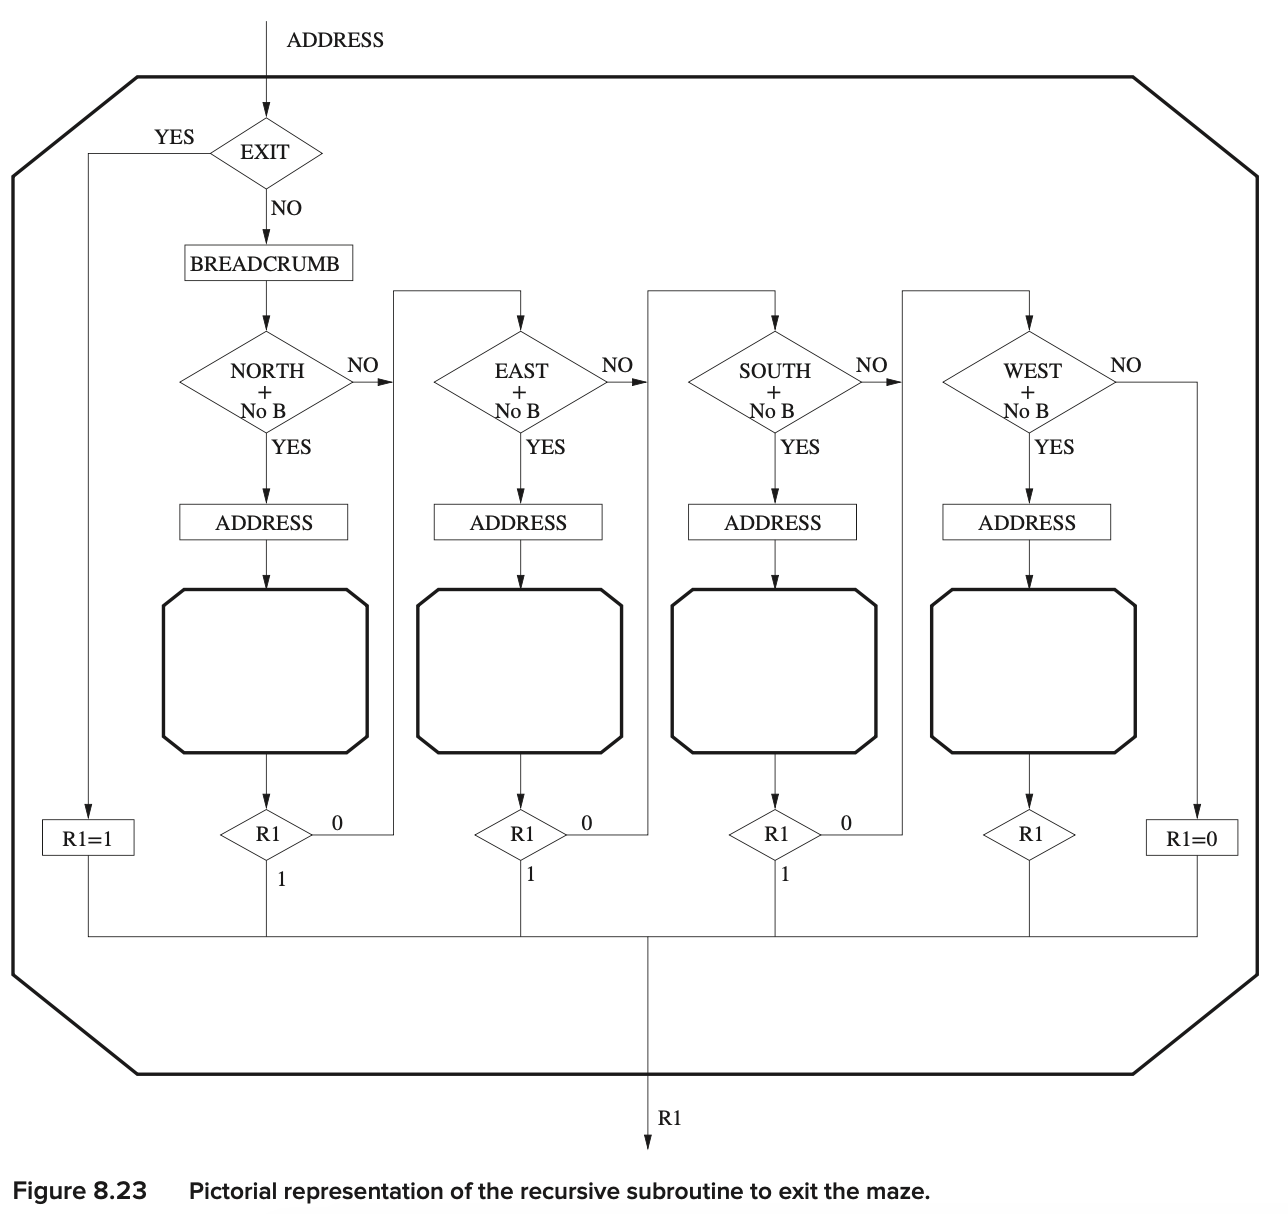 ADDRESS
YES
EXIT
NO
BREADCRUMB
NORTH
+
No B
NO
YES
ADDRESS
R1
0
1
EAST
+
No B
NO
YES
ADDRESS
R1
0
1
SOUTH
+
No B
NO
YES
ADDRESS
R1
0
1
WEST
+
No B
NO
YES
ADDRESS
R1
R1=1
R1=0
R1
Figure 8.23 Pictorial representation of the recursive subroutine to exit the maze.